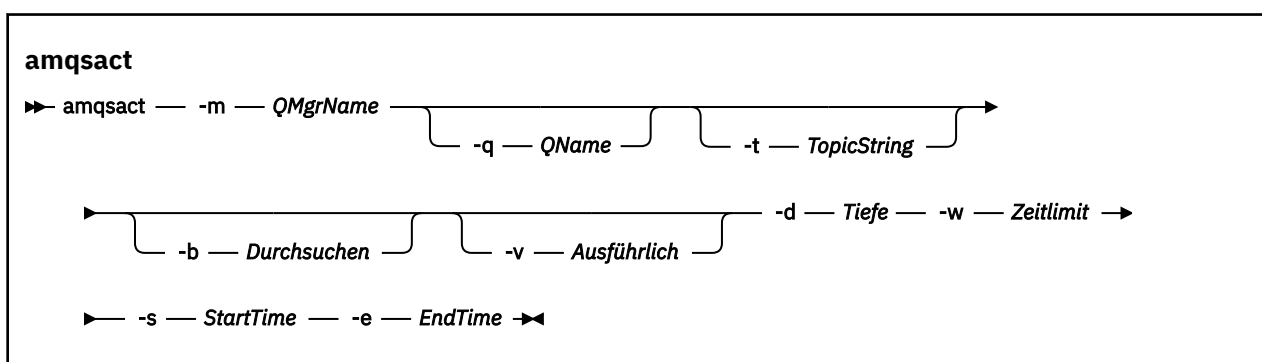 amqsact
amqsact -m QMgrName
-q QName -t TopicString
-d Tiefe -w Zeitlimit
-b Durchsuchen -v Ausführlich
-s StartTime -e EndTime